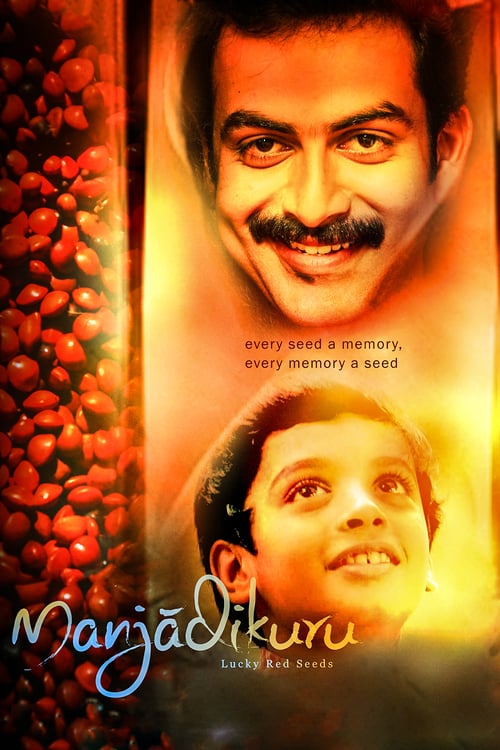 every seed a memory,
every memory a seed
Manjādikuru
Lucky Red Seeds